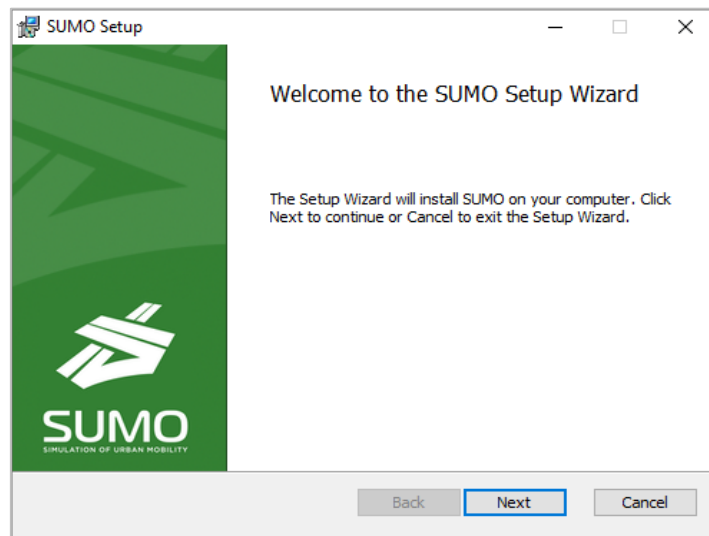 SUMO Setup
Welcome to the SUMO Setup Wizard
The Setup Wizard will install SUMO on your computer. Click
Next to continue or Cancel to exit the Setup Wizard.
SUMO
SIMULATION OF URBAN MOBILITY
Back
Next
Cancel